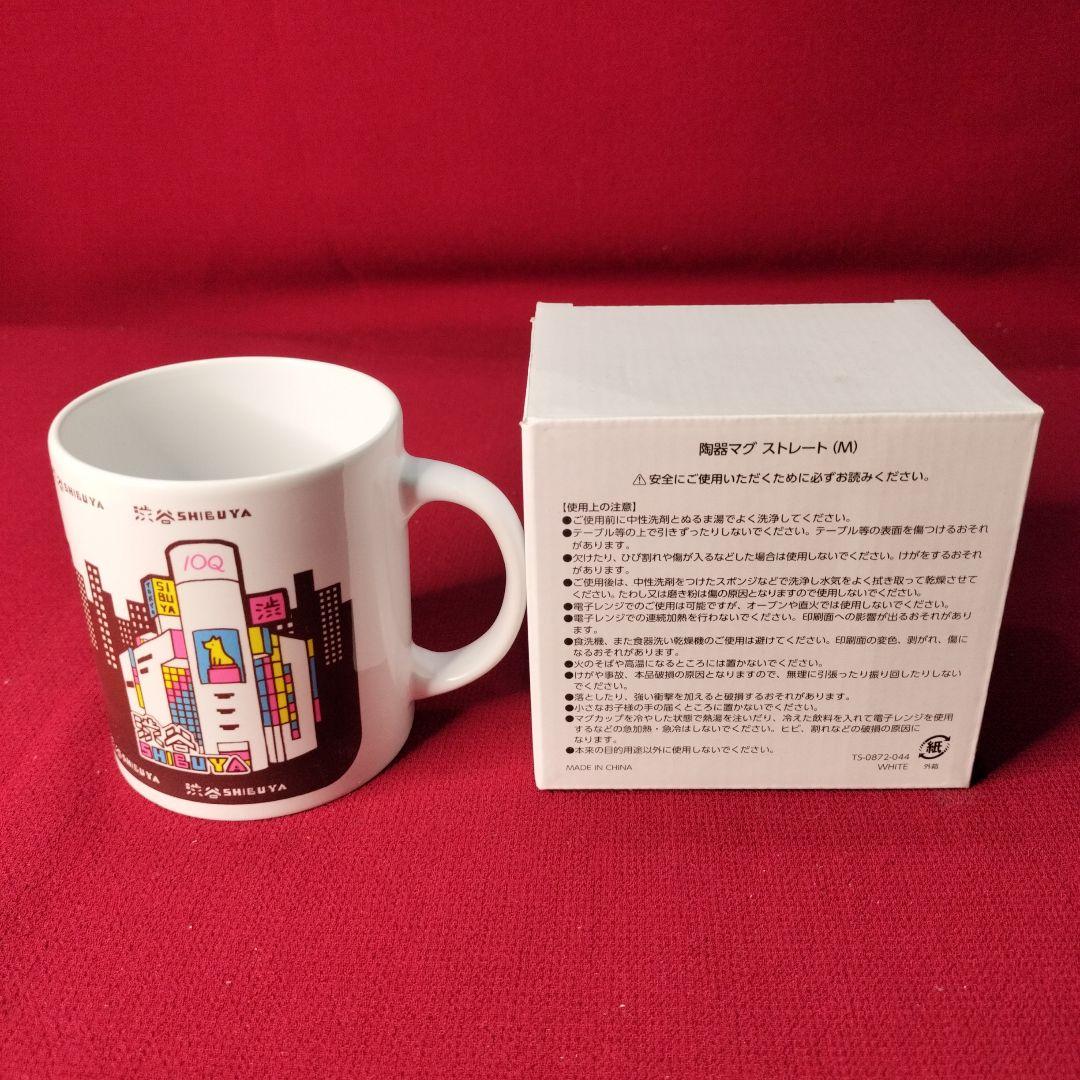 SHIBUYA
渋谷SHIBUYA
10Q
SI
BU
YA
渋
渋谷
SHIBUYA
SHIBUYA
渋谷SHIBUYA
陶器マグ ストレート（M）
⚠安全にご使用いただくために必ずお読みください。
【使用上の注意】
●ご使用前に中性洗剤とぬるま湯でよく洗浄してください。
●テーブル等の上で引きずったりしないでください。テーブル等の表面を傷つけるおそれ
があります。
●欠けたり、ひび割れや傷が入るなどした場合は使用しないでください。けがをするおそれ
があります。
●ご使用後は、中性洗剤をつけたスポンジなどで洗浄し水気をよく拭き取って乾燥させて
ください。たわし又は磨き粉は傷の原因となりますので使用しないでください。
●電子レンジでのご使用は可能ですが、オーブンや直火では使用しないでください。
●電子レンジでの連続加熱を行わないでください。印刷面への影響が出るおそれがあり
ます。
●食洗機、また食器洗い乾燥機のご使用は避けてください。印刷面の変色、剥がれ、傷に
なるおそれがあります。
●火のそばや高温になるところには置かないでください。
●けがや事故、本品破損の原因となりますので、無理に引張ったり振り回したりしない
でください。
●落としたり、強い衝撃を加えると破損するおそれがあります。
●小さなお子様の手の届くところに置かないでください。
●マグカップを冷やした状態で熱湯を注いだり、冷えた飲料を入れて電子レンジを使用
するなどの急加熱・急冷はしないでください。ヒビ、割れなどの破損の原因に
なります。
●本来の目的用途以外に使用しないでください。
MADE IN CHINA
TS-0872-044
WHITE
紙
外箱